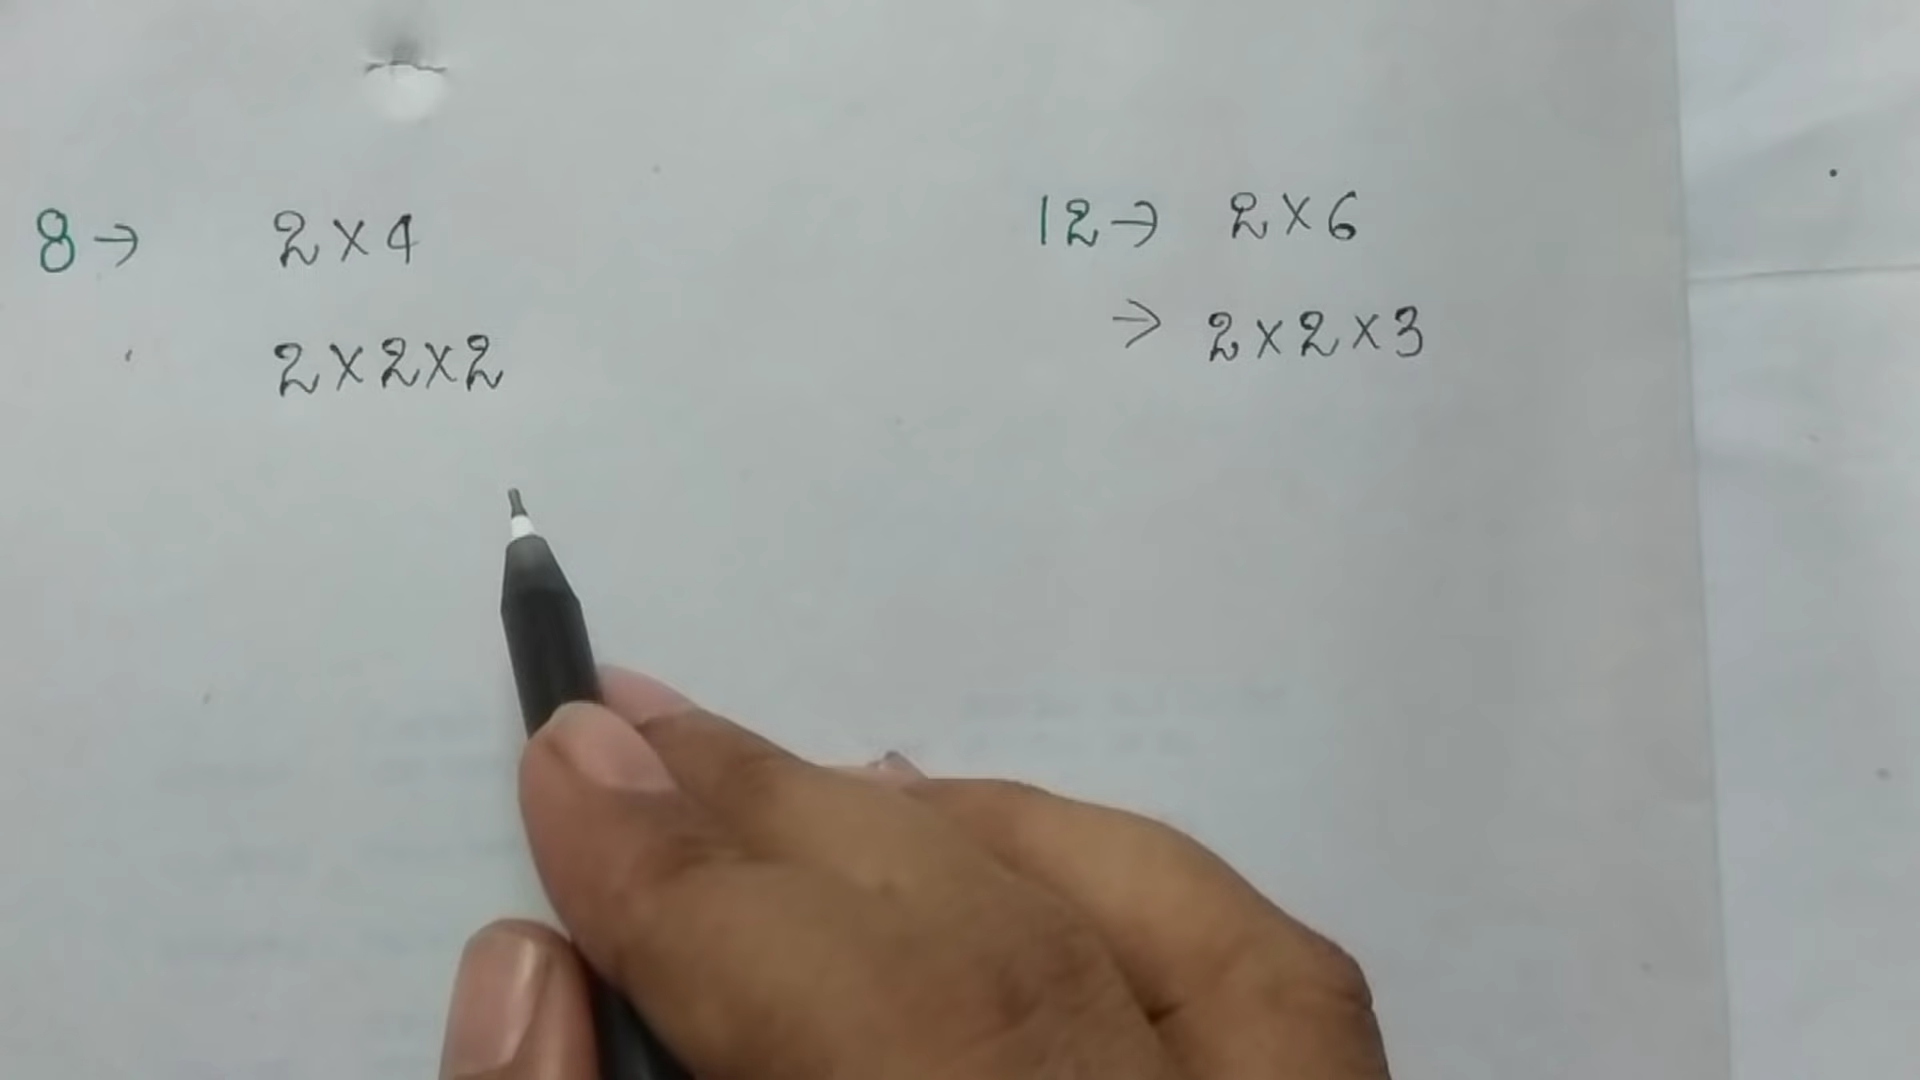 8 → 2 × 4
2 × 2 × 2
12 → 2 × 6
→ 2 × 2 × 3